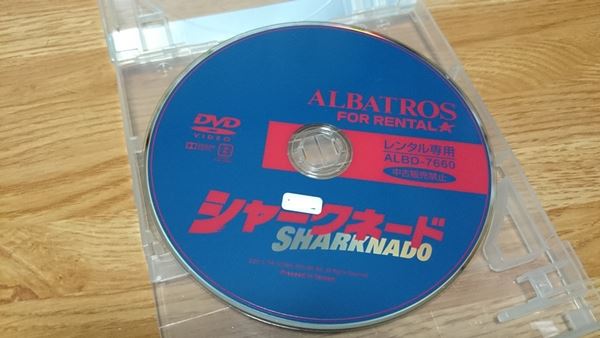 ALBATROS
FOR RENTAL
DVD
VIDEO
レンタル専用
ALBD-7660
中古販売禁止
2
シャークネード
SHARKNADO